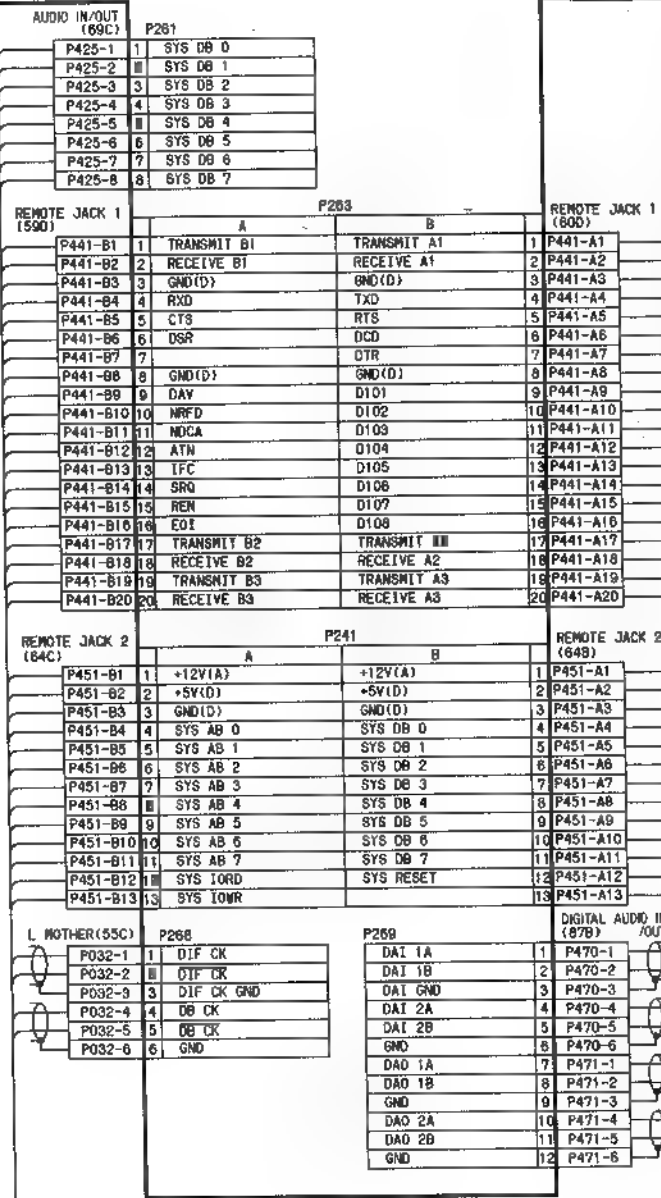 AUDIO IN/OUT
(69C) P261
P425-1 1 SYS DB 0
P425-2 SYS DB 1
P425-3 3 SYS DB 2
P425-4 4 SYS DB 3
P425-5 SYS DB 4
P425-6 6 SYS DB 5
P425-7 7 SYS DB 6
P425-8 8 SYS DB 7
REMOTE JACK 1 P263 REMOTE JACK 1
(59D) A B (60D)
P441-B1 1 TRANSMIT B1 TRANSMIT A1 1 P441-A1
P441-B2 2 RECEIVE B1 RECEIVE A1 2 P441-A2
P441-B3 3 GND(D) GND(D) 3 P441-A3
P441-B4 4 RXD TXD 4 P441-A4
P441-B5 5 CTS RTS 5 P441-A5
P441-B6 6 DSR DCD 6 P441-A6
P441-B7 7 DTR 7 P441-A7
P441-B8 8 GND(D) GND(D) 8 P441-A8
P441-B9 9 DAV D101 9 P441-A9
P441-B10 10 NRFD D102 10 P441-A10
P441-B11 11 NDCA D103 11 P441-A11
P441-B12 12 ATN D104 12 P441-A12
P441-B13 13 IFC D105 13 P441-A13
P441-B14 14 SRQ D106 14 P441-A14
P441-B15 15 REN D107 15 P441-A15
P441-B16 16 EOI D108 16 P441-A16
P441-B17 17 TRANSMIT B2 TRANSMIT 17 P441-A17
P441-B18 18 RECEIVE B2 RECEIVE A2 18 P441-A18
P441-B19 19 TRANSMIT B3 TRANSMIT A3 19 P441-A19
P441-B20 20 RECEIVE B3 RECEIVE A3 20 P441-A20
REMOTE JACK 2 P241 REMOTE JACK 2
(64C) A B (64B)
P451-B1 1 +12V(A) +12V(A) 1 P451-A1
P451-B2 2 +5V(D) +5V(D) 2 P451-A2
P451-B3 3 GND(D) GND(D) 3 P451-A3
P451-B4 4 SYS AB 0 SYS DB 0 4 P451-A4
P451-B5 5 SYS AB 1 SYS DB 1 5 P451-A5
P451-B6 6 SYS AB 2 SYS DB 2 6 P451-A6
P451-B7 7 SYS AB 3 SYS DB 3 7 P451-A7
P451-B8 SYS AB 4 SYS DB 4 8 P451-A8
P451-B9 9 SYS AB 5 SYS DB 5 9 P451-A9
P451-B10 10 SYS AB 6 SYS DB 6 10 P451-A10
P451-B11 11 SYS AB 7 SYS DB 7 11 P451-A11
P451-B12 SYS IORD SYS RESET 12 P451-A12
P451-B13 13 SYS IOWR 13 P451-A13
L MOTHER(55C) P268 P269 DIGITAL AUDIO IN
(87B) /OUT
P032-1 1 DIF CK DAI 1A 1 P470-1
P032-2 DIF CK DAI 1B 2 P470-2
P032-3 3 DIF CK GND DAI GND 3 P470-3
P032-4 4 DB CK DAI 2A 4 P470-4
P032-5 5 DB CK DAI 2B 5 P470-5
P032-6 6 GND GND 6 P470-6
DAO 1A 7 P471-1
DAO 1B 8 P471-2
GND 9 P471-3
DAO 2A 10 P471-4
DAO 2B 11 P471-5
GND 12 P471-6